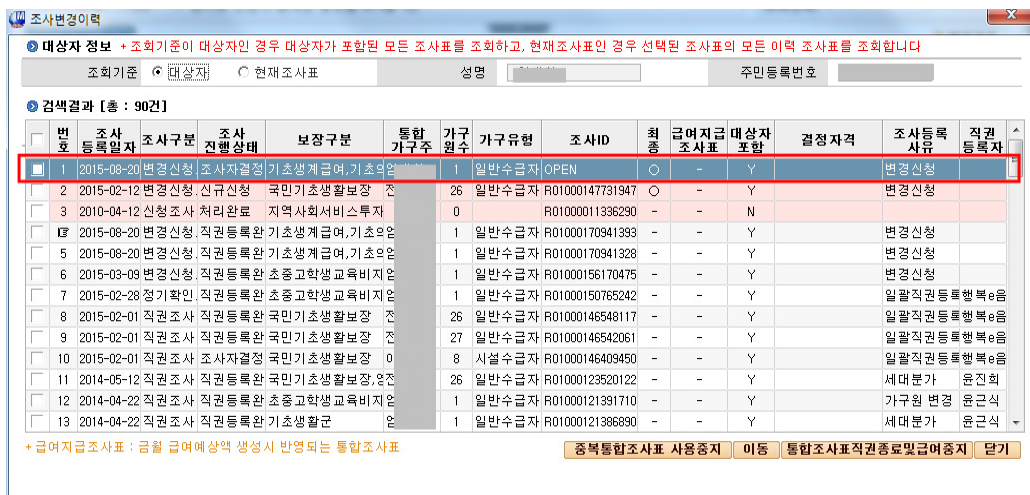 조사변경이력
대상자 정보 + 조회기준이 대상자인 경우 대상자가 포함된 모든 조사표를 조회하고, 현재조사표인 경우 선택된 조사표의 모든 이력 조사표를 조회합니다
조회기준 대상자 현재조사표 성명 주민등록번호
검색결과 [총 : 90건]
번호 조사등록일자 조사구분 조사진행상태 보장구분 통합가구주 가구원수 가구유형 조사ID 최종 급여지급조사표 대상자포함 결정자격 조사등록사유 직권등록자
1 2015-08-20 변경신청. 조사자결정 기초생계급여,기초의 엄 1 일반수급자 OPEN ○ - Y 변경신청
2 2015-02-12 변경신청. 신규신청 국민기초생활보장 전 26 일반수급자 R01000147731947 ○ - Y 변경신청
3 2010-04-12 신청조사 처리완료 지역사회서비스투자 0 R01000011336290 - - N
2015-08-20 변경신청. 직권등록완 기초생계급여,기초의 엄 1 일반수급자 R01000170941393 - - Y 변경신청
5 2015-08-20 변경신청. 직권등록완 기초생계급여,기초의 엄 1 일반수급자 R01000170941328 - - Y 변경신청
6 2015-03-09 변경신청. 직권등록완 초중고학생교육비지 엄 1 일반수급자 R01000156170475 - - Y 변경신청
7 2015-02-28 정기확인. 직권등록완 초중고학생교육비지 엄 1 일반수급자 R01000150765242 - - Y 일괄직권등록 행복e음
8 2015-02-01 직권조사 직권등록완 국민기초생활보장 전 26 일반수급자 R01000146548117 - - Y 일괄직권등록 행복e음
9 2015-02-01 직권조사 직권등록완 국민기초생활보장 전 27 일반수급자 R01000146542061 - - Y 일괄직권등록 행복e음
10 2015-02-01 직권조사 조사자결정 국민기초생활보장 이 8 시설수급자 R01000146409450 - - Y 일괄직권등록 행복e음
11 2014-05-12 직권조사 직권등록완 국민기초생활보장,영 전 26 일반수급자 R01000123520122 - - Y 세대분가 윤진희
12 2014-04-22 직권조사 직권등록완 초중고학생교육비지 엄 1 일반수급자 R01000121391710 - - Y 가구원 변경 윤근식
13 2014-04-22 직권조사 직권등록완 기초생활군 엄 1 일반수급자 R01000121386890 - - Y 세대분가 윤근식
+ 급여지급조사표 : 금월 급여예상액 생성시 반영되는 통합조사표
중복통합조사표 사용중지 이동 통합조사표직권종료및급여중지 닫기